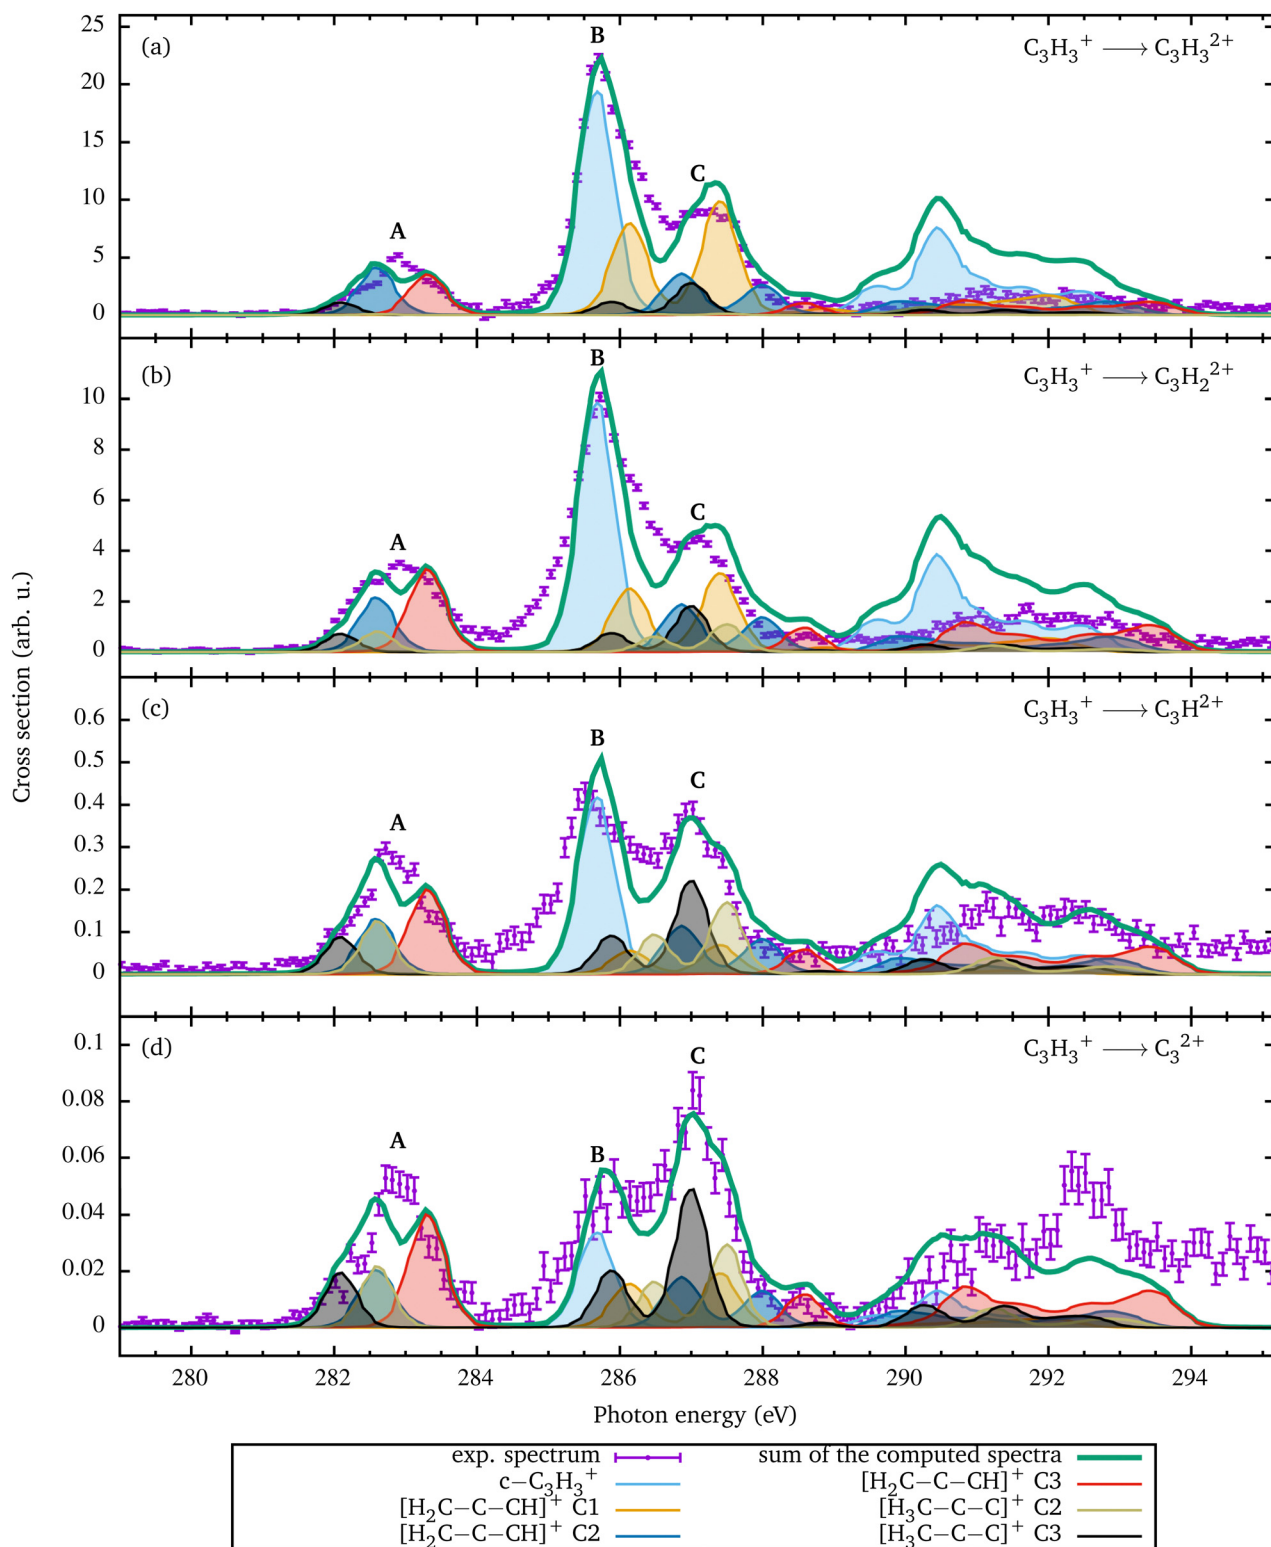 (a) C₃H₃⁺ ⟶ C₃H₃²⁺
A B C
25
20
15
10
5
0
(b) C₃H₃⁺ ⟶ C₃H₂²⁺
A B C
10
8
6
4
2
0
(c) C₃H₃⁺ ⟶ C₃H²⁺
A B C
0.6
0.5
0.4
0.3
0.2
0.1
0
(d) C₃H₃⁺ ⟶ C₃²⁺
A B C
0.1
0.08
0.06
0.04
0.02
0
Cross section (arb. u.)
280 282 284 286 288 290 292 294
Photon energy (eV)
exp. spectrum sum of the computed spectra
c−C₃H₃⁺ [H₂C−C−CH]⁺ C3
[H₂C−C−CH]⁺ C1 [H₃C−C−C]⁺ C2
[H₂C−C−CH]⁺ C2 [H₃C−C−C]⁺ C3